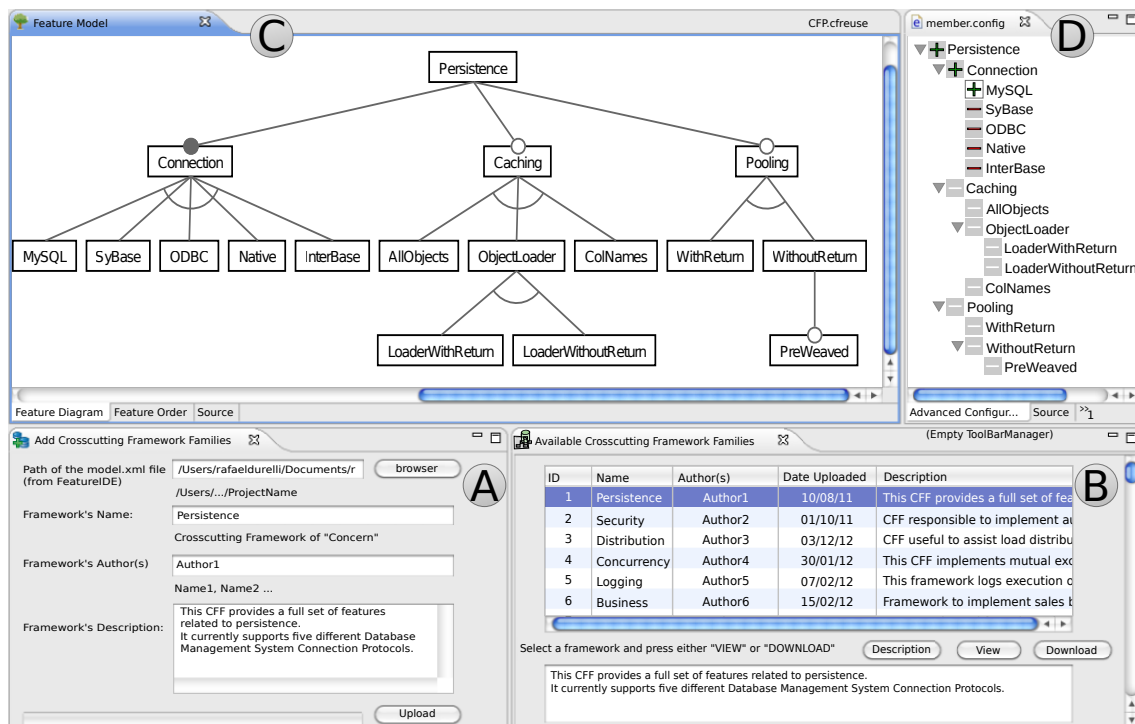 Feature Model
CFP.cfreuse
C
Persistence
Connection
Caching
Pooling
MySQL
SyBase
ODBC
Native
InterBase
AllObjects
ObjectLoader
ColNames
WithReturn
WithoutReturn
LoaderWithReturn
LoaderWithoutReturn
PreWeaved
Feature Diagram
Feature Order
Source
member.config
D
Persistence
Connection
MySQL
SyBase
ODBC
Native
InterBase
Caching
AllObjects
ObjectLoader
LoaderWithReturn
LoaderWithoutReturn
ColNames
Pooling
WithReturn
WithoutReturn
PreWeaved
Advanced Configur...
Source
»1
Add Crosscutting Framework Families
A
Path of the model.xml file
(from FeatureIDE)
/Users/rafaeldurelli/Documents/r
browser
/Users/.../ProjectName
Framework's Name:
Persistence
Crosscutting Framework of "Concern"
Framework's Author(s)
Author1
Name1, Name2 ...
Framework's Description:
This CFF provides a full set of features
related to persistence.
It currently supports five different Database
Management System Connection Protocols.
Upload
Available Crosscutting Framework Families
(Empty ToolBarManager)
B
ID Name Author(s) Date Uploaded Description
1 Persistence Author1 10/08/11 This CFF provides a full set of fea
2 Security Author2 01/10/11 CFF responsible to implement au
3 Distribution Author3 03/12/12 CFF useful to assist load distribu
4 Concurrency Author4 30/01/12 This CFF implements mutual exc
5 Logging Author5 07/02/12 This framework logs execution o
6 Business Author6 15/02/12 Framework to implement sales b
Select a framework and press either "VIEW" or "DOWNLOAD"
Description
View
Download
This CFF provides a full set of features related to persistence.
It currently supports five different Database Management System Connection Protocols.